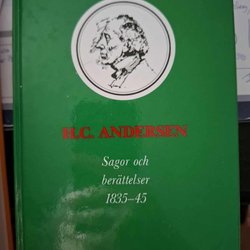 H.C. ANDERSEN
Sagor och
berättelser
1835–45